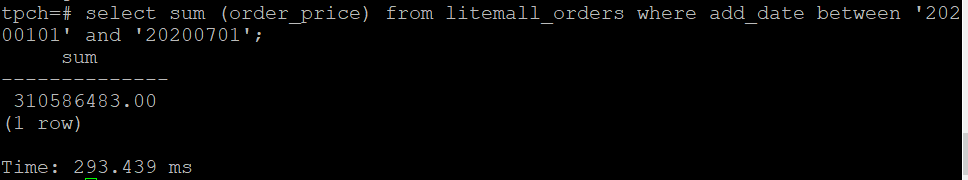 tpch=# select sum (order_price) from litemall_orders where add_date between '202
00101' and '20200701';
     sum
--------------
 310586483.00
(1 row)

Time: 293.439 ms